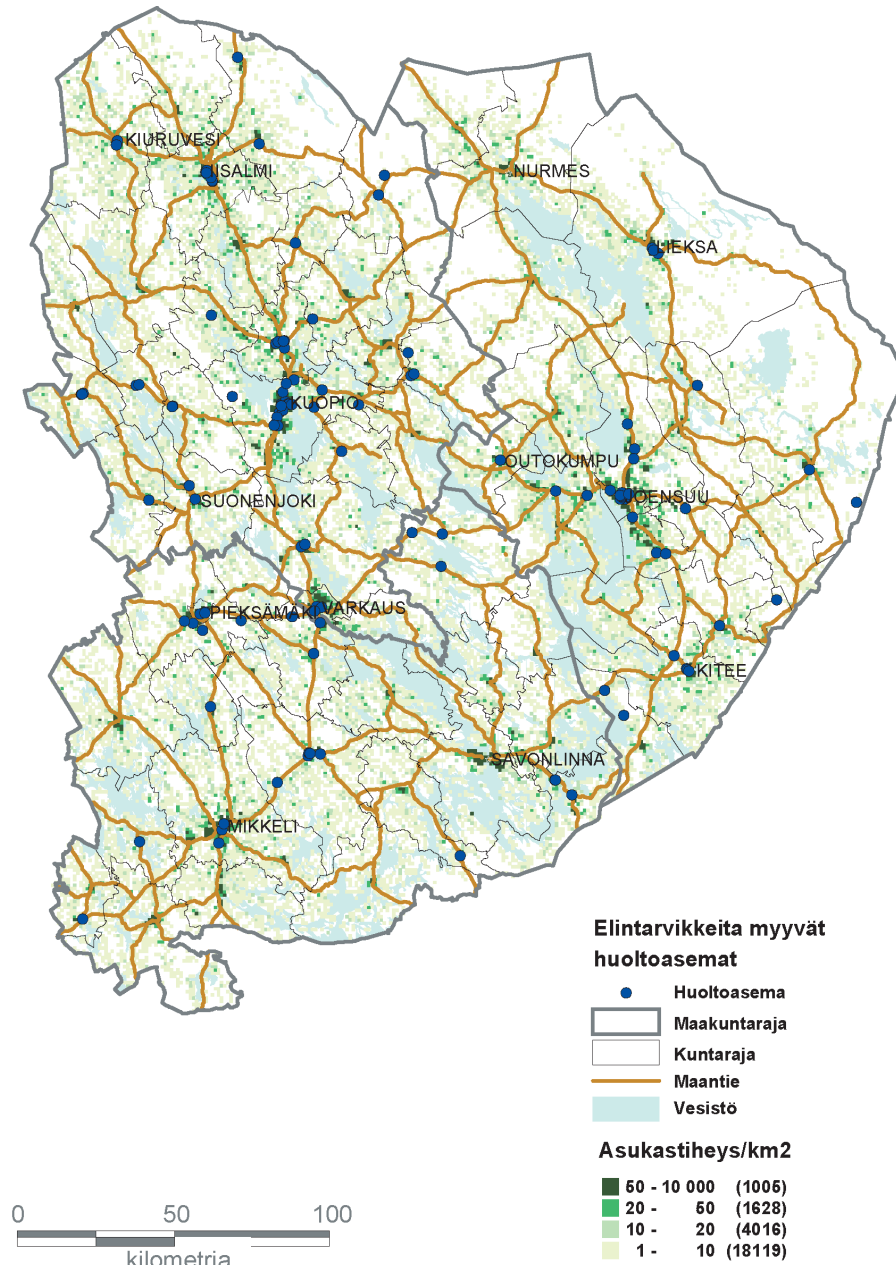 KIURUVESI
IISALMI
NURMES
LIEKSA
KUOPIO
OUTOKUMPU
JOENSUU
SUONENJOKI
PIEKSÄMÄKI
VARKAUS
KITEE
SAVONLINNA
MIKKELI
Elintarvikkeita myyvät
huoltoasemat
Huoltoasema
Maakuntaraja
Kuntaraja
Maantie
Vesistö
Asukastiheys/km2
50 - 10 000 (1005)
20 - 50 (1628)
10 - 20 (4016)
1 - 10 (18119)
0 50 100
kilometria